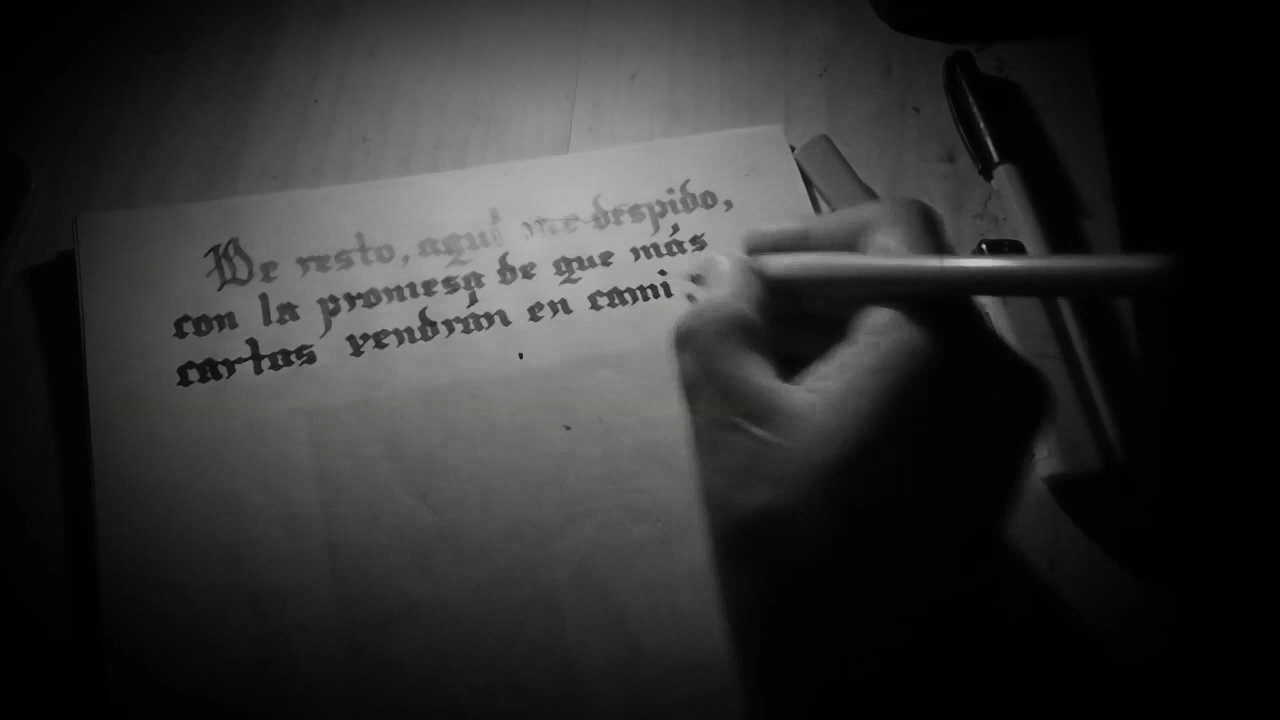 De resto, aquí me despido,
con la promesa de que más
cartas vendrán en cami